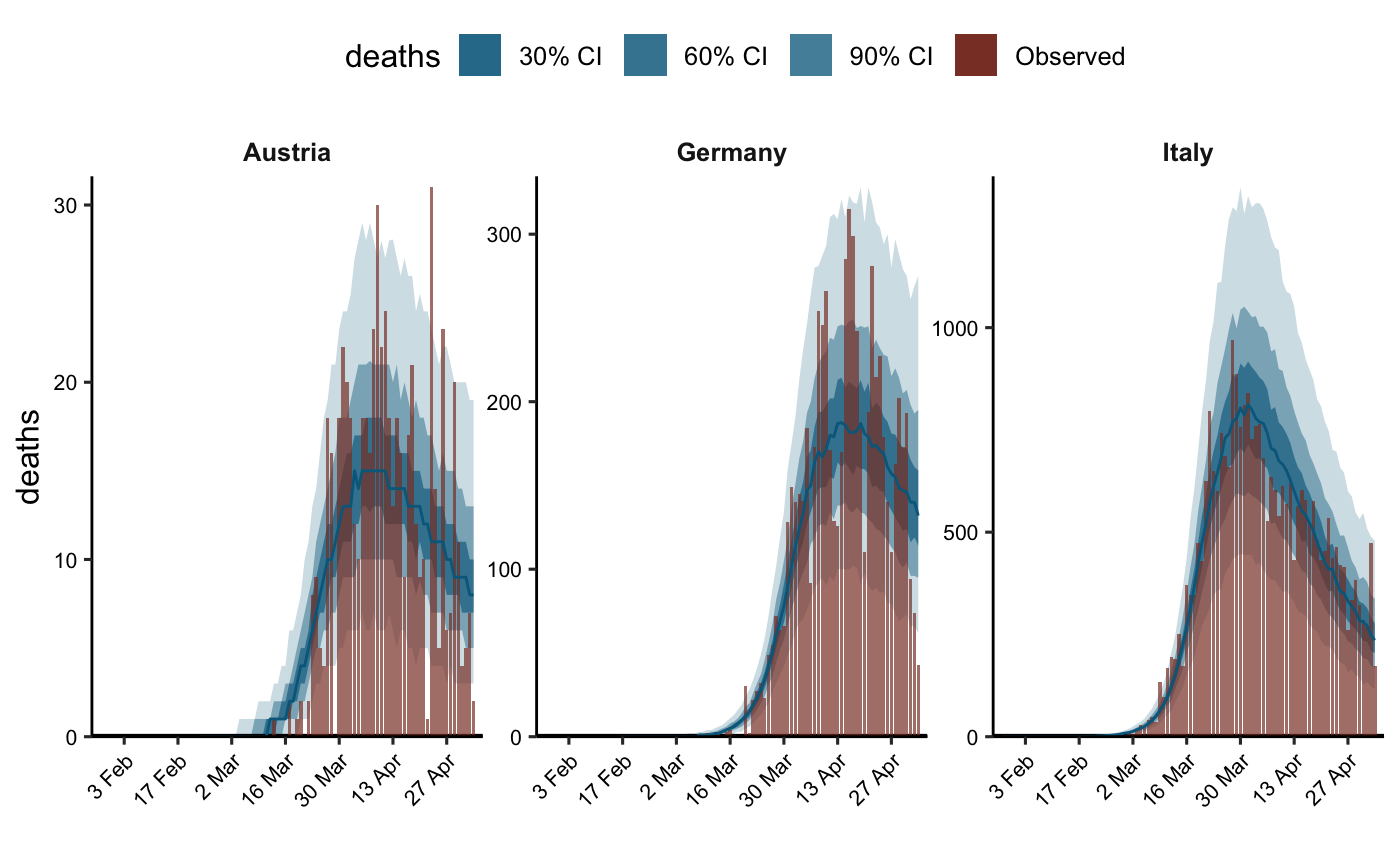 deaths 30% CI 60% CI 90% CI Observed
Austria Germany Italy
deaths
30
20
10
0
3 Feb 17 Feb 2 Mar 16 Mar 30 Mar 13 Apr 27 Apr
300
200
100
0
3 Feb 17 Feb 2 Mar 16 Mar 30 Mar 13 Apr 27 Apr
1000
500
0
3 Feb 17 Feb 2 Mar 16 Mar 30 Mar 13 Apr 27 Apr